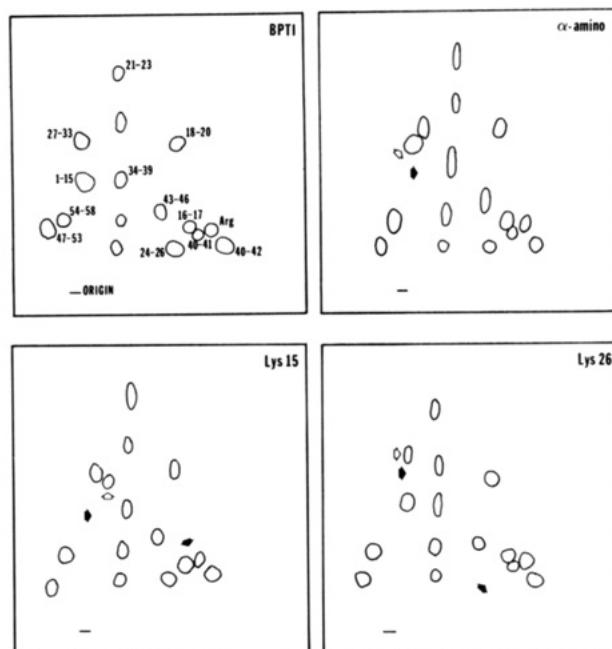 BPTI
21-23
27-33
18-20
1-15
34-39
54-58
43-46
16-17
Arg
47-53
24-26
40-41
40-42
ORIGIN
α-amino
Lys 15
Lys 26